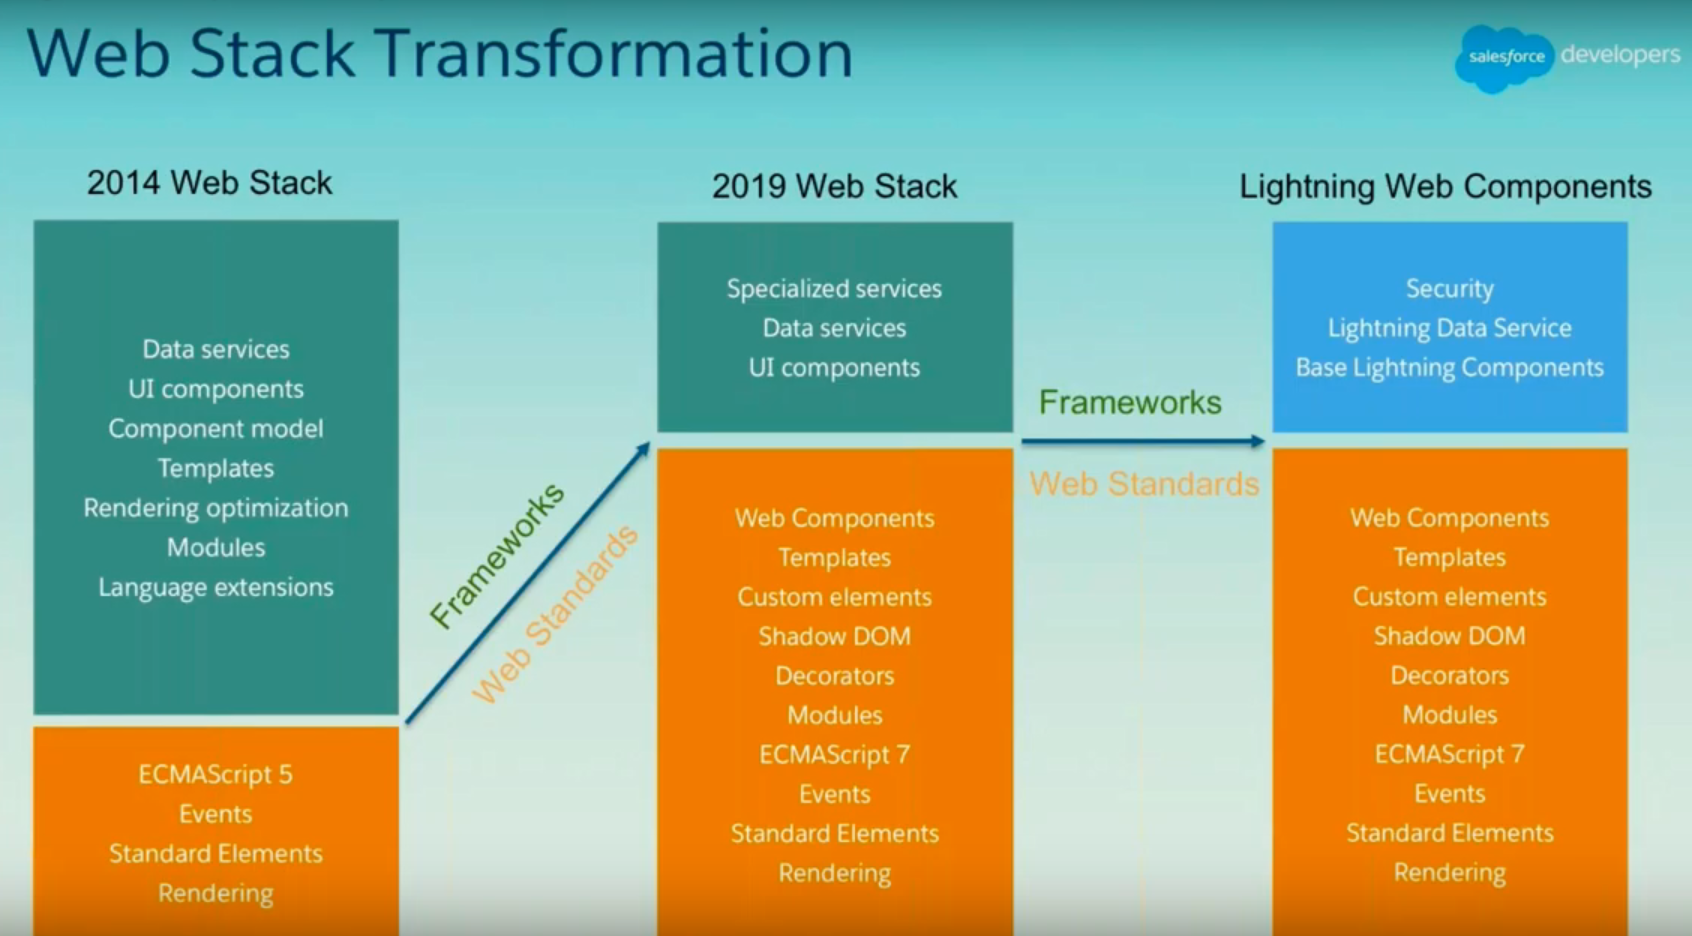 Web Stack Transformation
salesforce developers
2014 Web Stack
Data services
UI components
Component model
Templates
Rendering optimization
Modules
Language extensions
ECMAScript 5
Events
Standard Elements
Rendering
Frameworks
Web Standards
2019 Web Stack
Specialized services
Data services
UI components
Web Components
Templates
Custom elements
Shadow DOM
Decorators
Modules
ECMAScript 7
Events
Standard Elements
Rendering
Frameworks
Web Standards
Lightning Web Components
Security
Lightning Data Service
Base Lightning Components
Web Components
Templates
Custom elements
Shadow DOM
Decorators
Modules
ECMAScript 7
Events
Standard Elements
Rendering